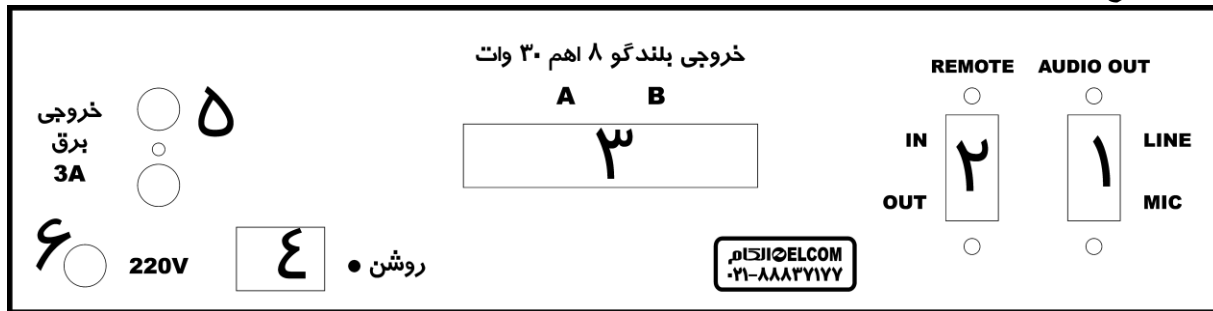 خروجی بلندگو ۸ اهم ۳۰ وات
A B
۳
REMOTE
IN
OUT
۲
AUDIO OUT
LINE
MIC
۱
خروجی
برق
3A
۵
۶
220V
۴
روشن ●
الکام ELCOM
۰۲۱-۸۸۸۳۷۱۷۷